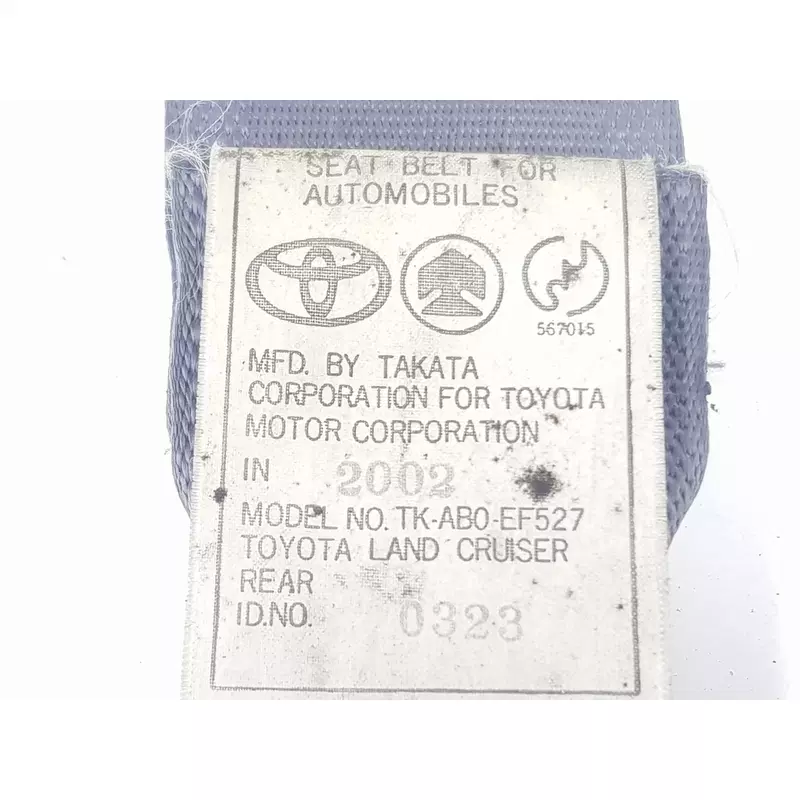 SEAT BELT FOR
AUTOMOBILES
567015
MFD. BY TAKATA
CORPORATION FOR TOYOTA
MOTOR CORPORATION
IN 2002
MODEL NO. TK-AB0-EF527
TOYOTA LAND CRUISER
REAR
ID.NO. 0323